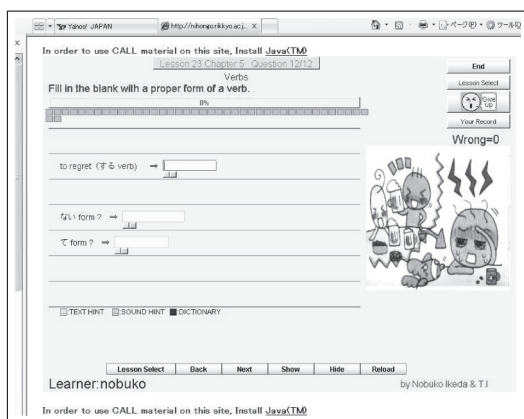 Yahoo! JAPAN
http://nihongo.rikkyo.ac.j.. X
ページ(P)
ツール(O)
X
In order to use CALL material on this site, Install Java(TM)
Lesson 23 Chapter 5 Question 12/12
End
Verbs
Lesson Select
Fill in the blank with a proper form of a verb.
0%
Give UP
Your Record
Wrong=0
to regret (する verb) ➡
ない form ? ➡
て form ? ➡
:TEXT HINT :SOUND HINT :DICTIONARY
Lesson Select Back Next Show Hide Reload
Learner:nobuko
by Nobuko Ikeda & T.I
In order to use CALL material on this site, Install Java(TM)